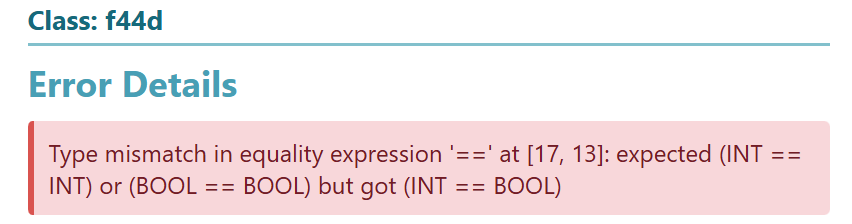 Class: f44d
Error Details
Type mismatch in equality expression '==' at [17, 13]: expected (INT ==
INT) or (BOOL == BOOL) but got (INT == BOOL)